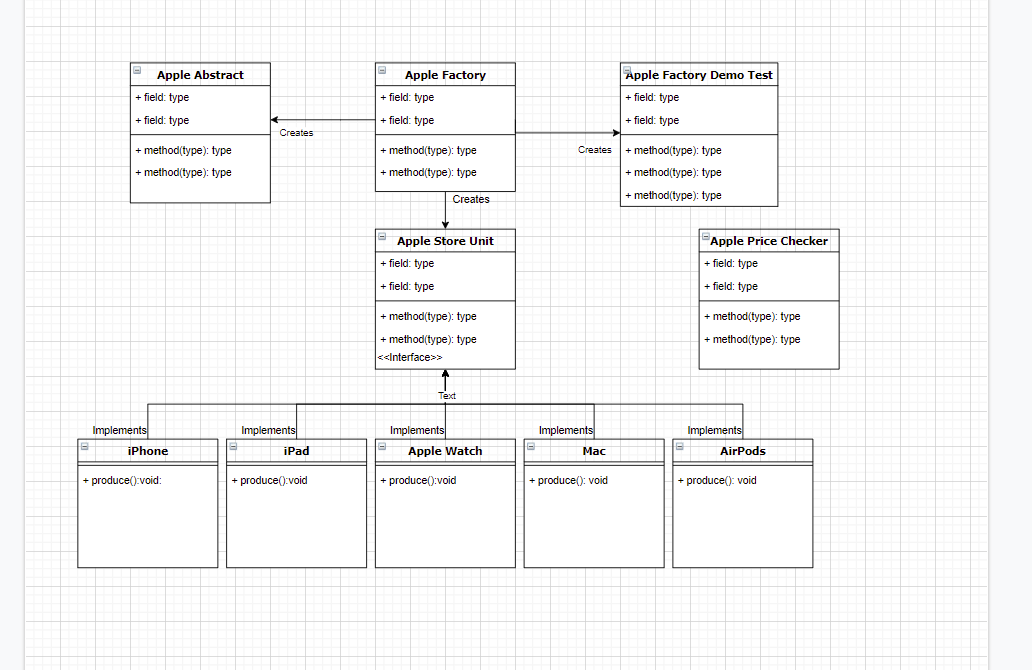 Apple Abstract
+ field: type
+ field: type
+ method(type): type
+ method(type): type
Creates
Apple Factory
+ field: type
+ field: type
+ method(type): type
+ method(type): type
Creates
Creates
Apple Factory Demo Test
+ field: type
+ field: type
+ method(type): type
+ method(type): type
+ method(type): type
Apple Store Unit
+ field: type
+ field: type
+ method(type): type
+ method(type): type
<<Interface>>
Apple Price Checker
+ field: type
+ field: type
+ method(type): type
+ method(type): type
Text
Implements
Implements
Implements
Implements
Implements
iPhone
+ produce():void:
iPad
+ produce():void
Apple Watch
+ produce():void
Mac
+ produce(): void
AirPods
+ produce(): void